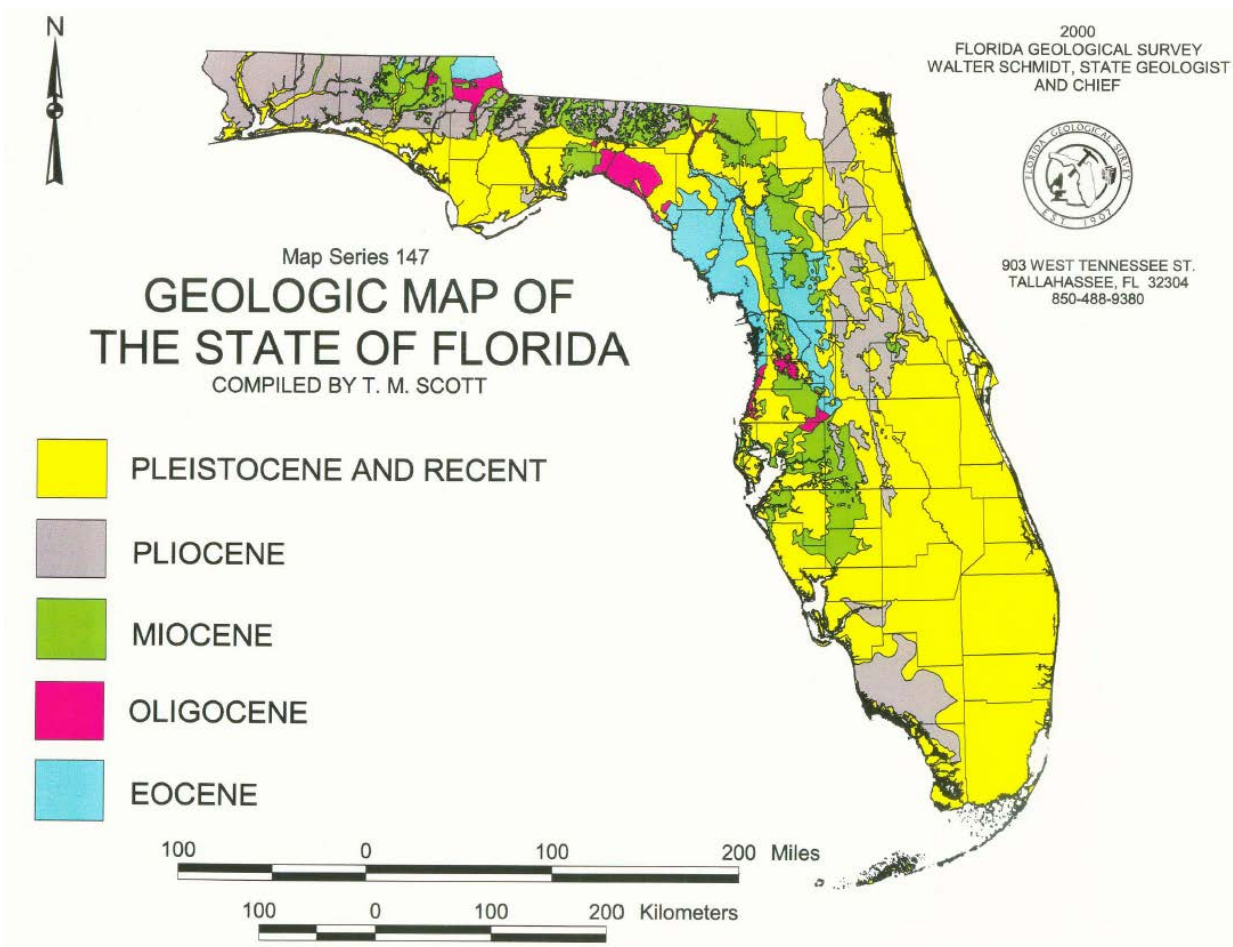 N
2000
FLORIDA GEOLOGICAL SURVEY
WALTER SCHMIDT, STATE GEOLOGIST
AND CHIEF
FLORIDA GEOLOGICAL SURVEY
EST 1907
903 WEST TENNESSEE ST.
TALLAHASSEE, FL 32304
850-488-9380
Map Series 147
GEOLOGIC MAP OF
THE STATE OF FLORIDA
COMPILED BY T. M. SCOTT
PLEISTOCENE AND RECENT
PLIOCENE
MIOCENE
OLIGOCENE
EOCENE
100 0 100 200 Miles
100 0 100 200 Kilometers